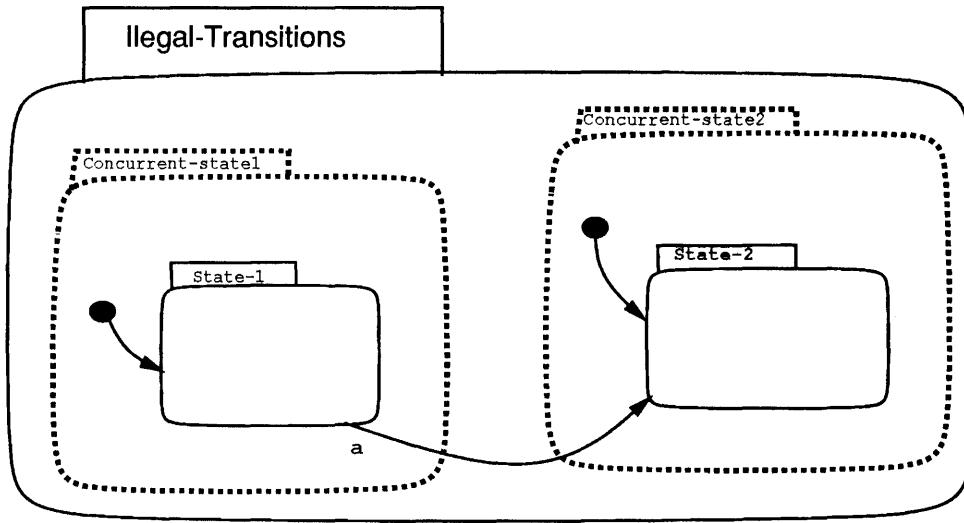 Ilegal-Transitions
Concurrent-state2
Concurrent-state1
State-2
State-1
a